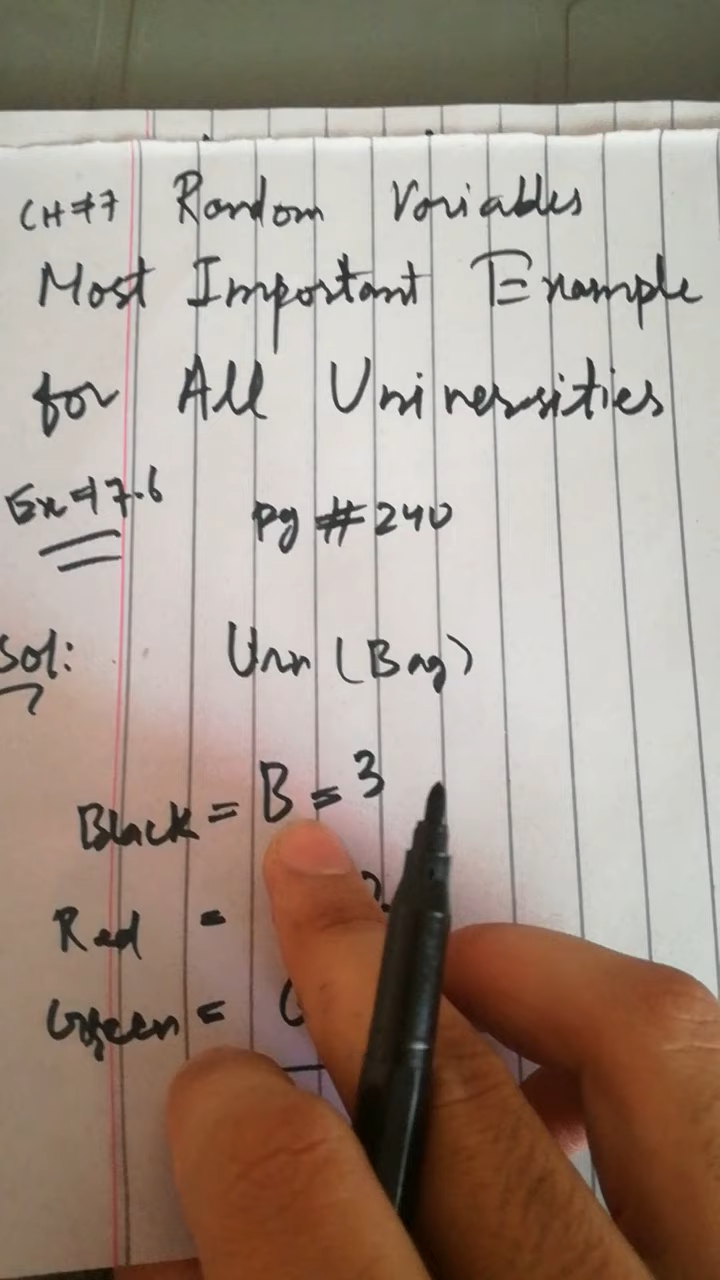 CH#7 Random Variables
Most Important Example
for All Universities
Ex#7.6 Pg #240
Sol: Urn (Bag)
Black = B = 3
Red =
Green =